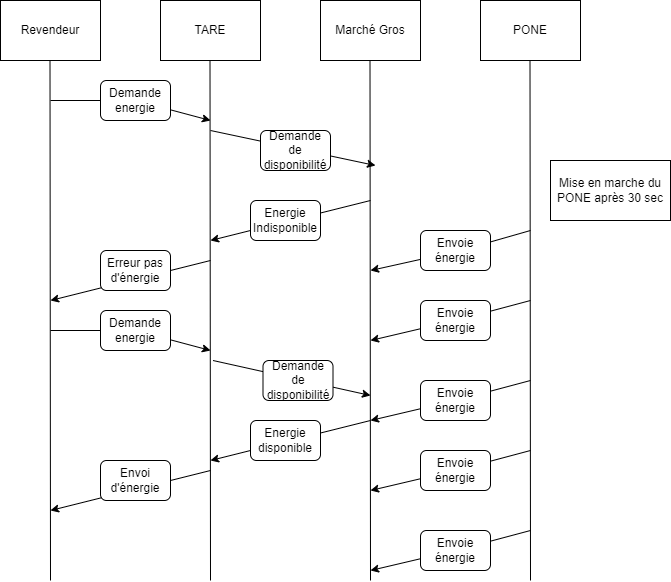 Revendeur
TARE
Marché Gros
PONE
Demande
energie
Demande
de
disponibilité
Mise en marche du
PONE après 30 sec
Energie
Indisponible
Envoie
énergie
Erreur pas
d'énergie
Envoie
énergie
Demande
energie
Demande
de
disponibilité
Envoie
énergie
Energie
disponible
Envoie
énergie
Envoi
d'énergie
Envoie
énergie